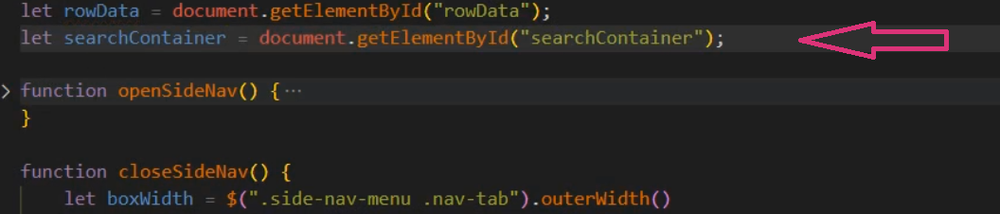 let rowData = document.getElementById("rowData");
let searchContainer = document.getElementById("searchContainer");
function openSideNav() { ···
}
function closeSideNav() {
let boxWidth = $(".side-nav-menu .nav-tab").outerWidth()